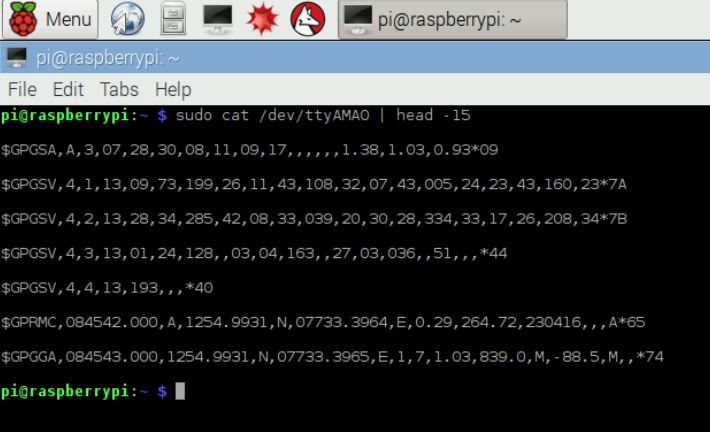 Menu
pi@raspberrypi: ~
pi@raspberrypi: ~
File Edit Tabs Help
pi@raspberrypi:~ $ sudo cat /dev/ttyAMA0 | head -15
$GPGSA,A,3,07,28,30,08,11,09,17,,,,,,1.38,1.03,0.93*09
$GPGSV,4,1,13,09,73,199,26,11,43,108,32,07,43,005,24,23,43,160,23*7A
$GPGSV,4,2,13,28,34,285,42,08,33,039,20,30,28,334,33,17,26,208,34*7B
$GPGSV,4,3,13,01,24,128,,03,04,163,,27,03,036,,51,,,*44
$GPGSV,4,4,13,193,,,*40
$GPRMC,084542.000,A,1254.9931,N,07733.3964,E,0.29,264.72,230416,,,A*65
$GPGGA,084543.000,1254.9931,N,07733.3965,E,1,7,1.03,839.0,M,-88.5,M,,*74
pi@raspberrypi:~ $